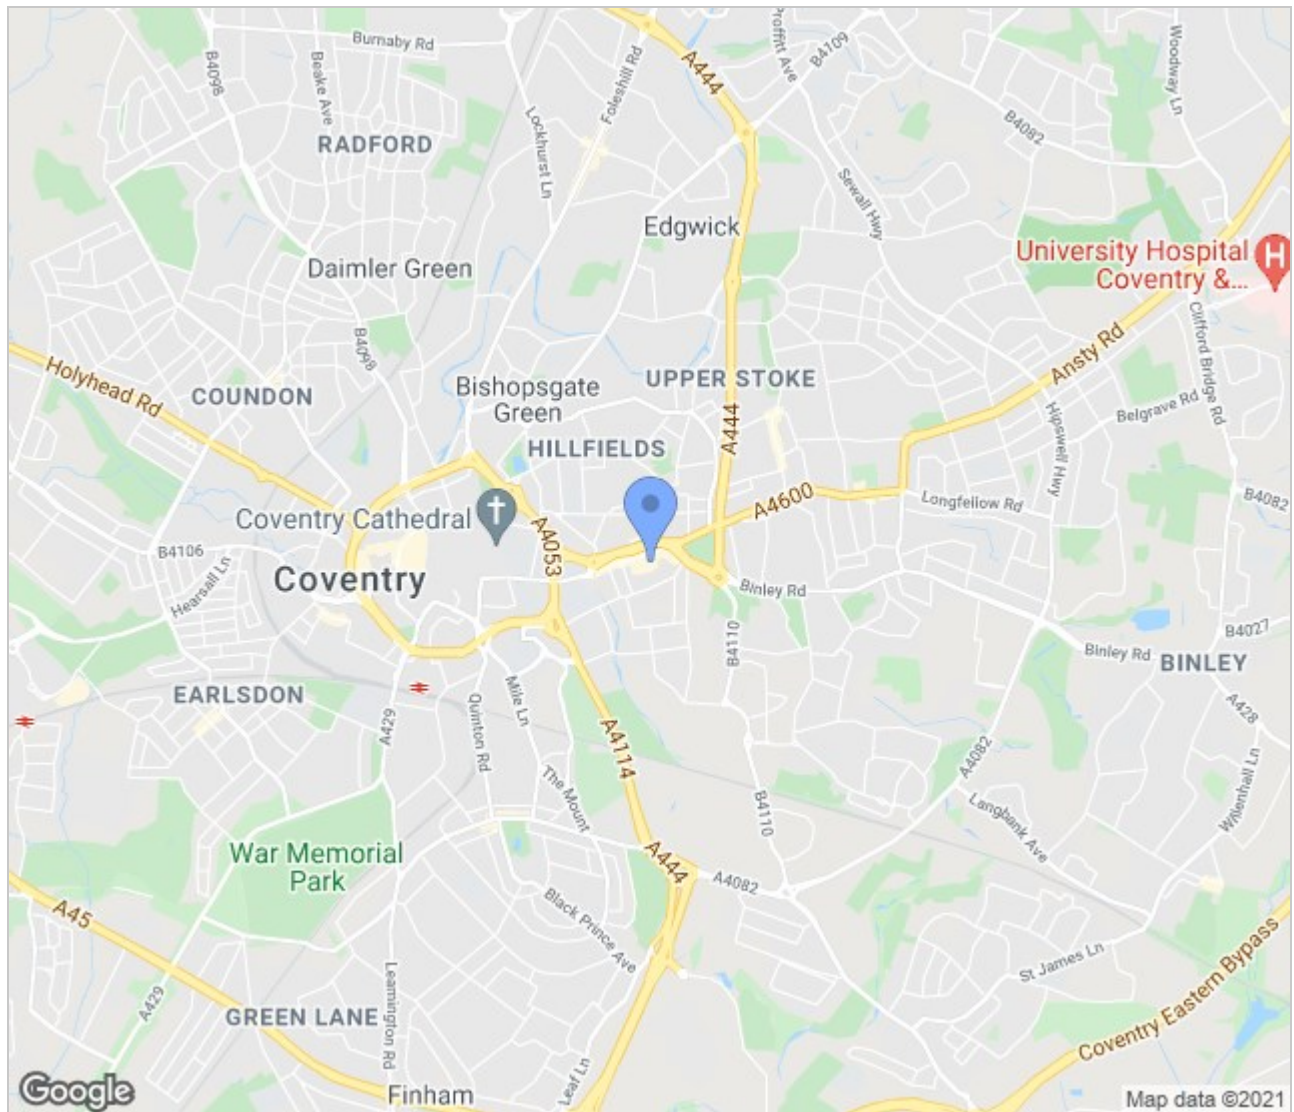 Burnaby Rd
B4098
Beake Ave
Foleshill Rd
A444
Proffitt Ave
B4109
Woodway Ln
B4082
RADFORD
Lockhurst Ln
Sewall Hwy
Edgwick
University Hospital
Coventry &...
H
Daimler Green
Clifford Bridge Rd
B4098
Ansty Rd
Holyhead Rd
COUNDON
Bishopsgate
Green
UPPER STOKE
A444
Belgrave Rd
Hipswell Hwy
HILLFIELDS
Coventry Cathedral
A4053
A4600
Longfellow Rd
B4082
B4106
Hearsall Ln
Coventry
Binley Rd
B4110
B4027
Binley Rd
BINLEY
EARLSDON
A429
Quinton Rd
Mile Ln
A4114
A428
A4082
Willenhall Ln
The Mount
B4110
Langbank Ave
War Memorial
Park
A444
A4082
A45
Black Prince Ave
St James Ln
A429
GREEN LANE
Leamington Rd
Leaf Ln
Coventry Eastern Bypass
Finham
Google
Map data ©2021